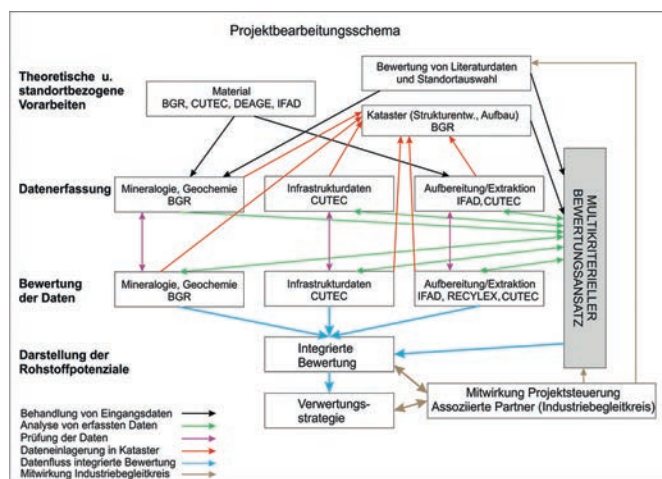 Projektbearbeitungsschema
Theoretische u.
standortbezogene
Vorarbeiten
Material
BGR, CUTEC, DEAGE, IFAD
Bewertung von Literaturdaten
und Standortauswahl
Kataster (Strukturentw., Aufbau)
BGR
Datenerfassung
Mineralogie, Geochemie
BGR
Infrastrukturdaten
CUTEC
Aufbereitung/Extraktion
IFAD, CUTEC
MULTIKRITERIELLER
BEWERTUNGSANSATZ
Bewertung
der Daten
Mineralogie, Geochemie
BGR
Infrastrukturdaten
CUTEC
Aufbereitung/Extraktion
IFAD, RECYLEX, CUTEC
Darstellung der
Rohstoffpotenziale
Integrierte
Bewertung
Verwertungs-
strategie
Mitwirkung Projektsteuerung
Assoziierte Partner (Industriebegleitkreis)
Behandlung von Eingangsdaten
Analyse von erfassten Daten
Prüfung der Daten
Dateneinlagerung in Kataster
Datenfluss integrierte Bewertung
Mitwirkung Industriebegleitkreis